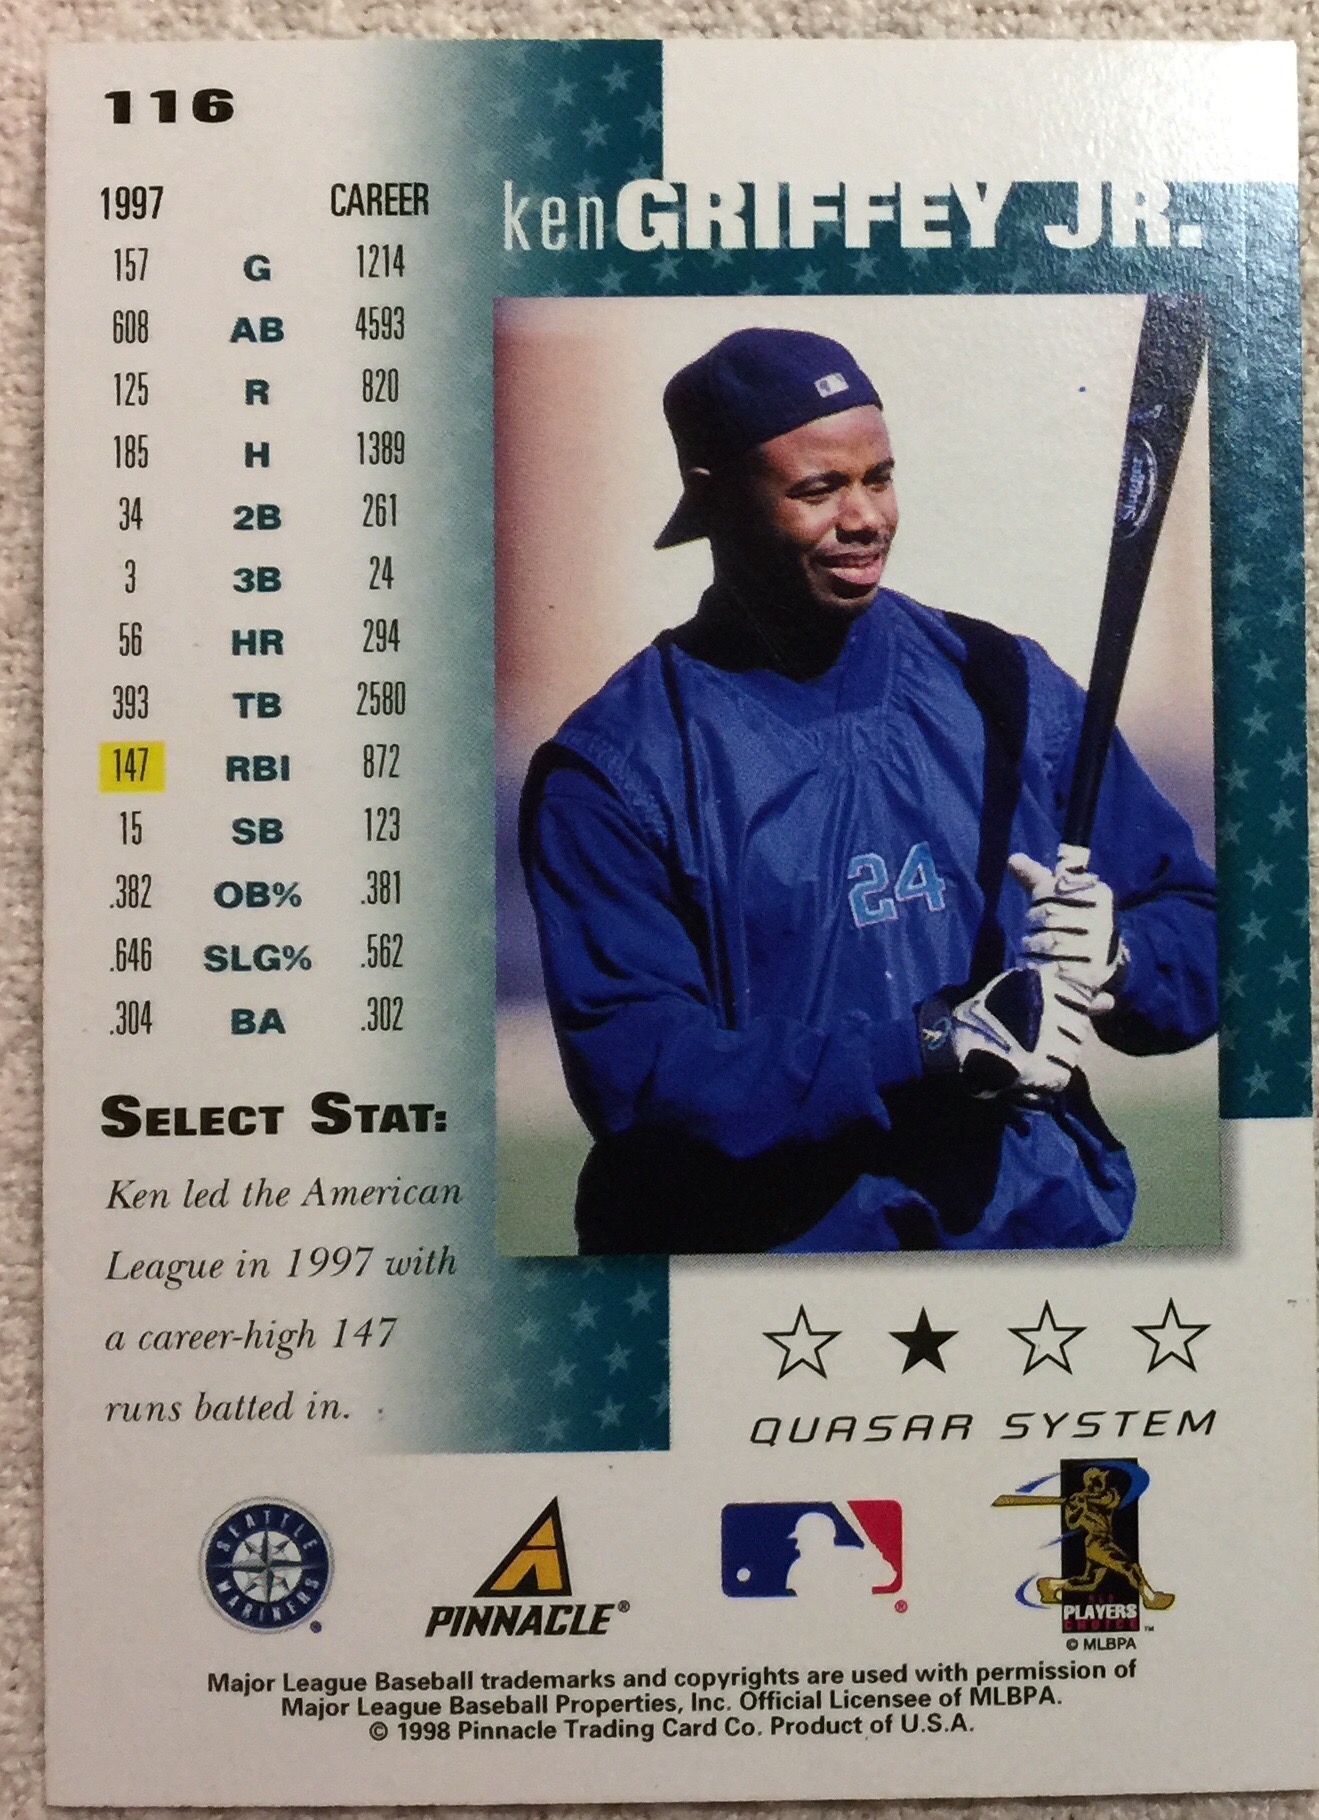 116
ken GRIFFEY JR.
1997 CAREER
157 G 1214
608 AB 4593
125 R 820
185 H 1389
34 2B 261
3 3B 24
56 HR 294
393 TB 2580
147 RBI 872
15 SB 123
.382 OB% .381
.646 SLG% .562
.304 BA .302
Slugger
24
SELECT STAT:
Ken led the American
League in 1997 with
a career-high 147
runs batted in.
QUASAR SYSTEM
SEATTLE
MARINERS
PINNACLE®
®
PLAYERS
CHOICE
™
© MLBPA
Major League Baseball trademarks and copyrights are used with permission of
Major League Baseball Properties, Inc. Official Licensee of MLBPA.
© 1998 Pinnacle Trading Card Co. Product of U.S.A.